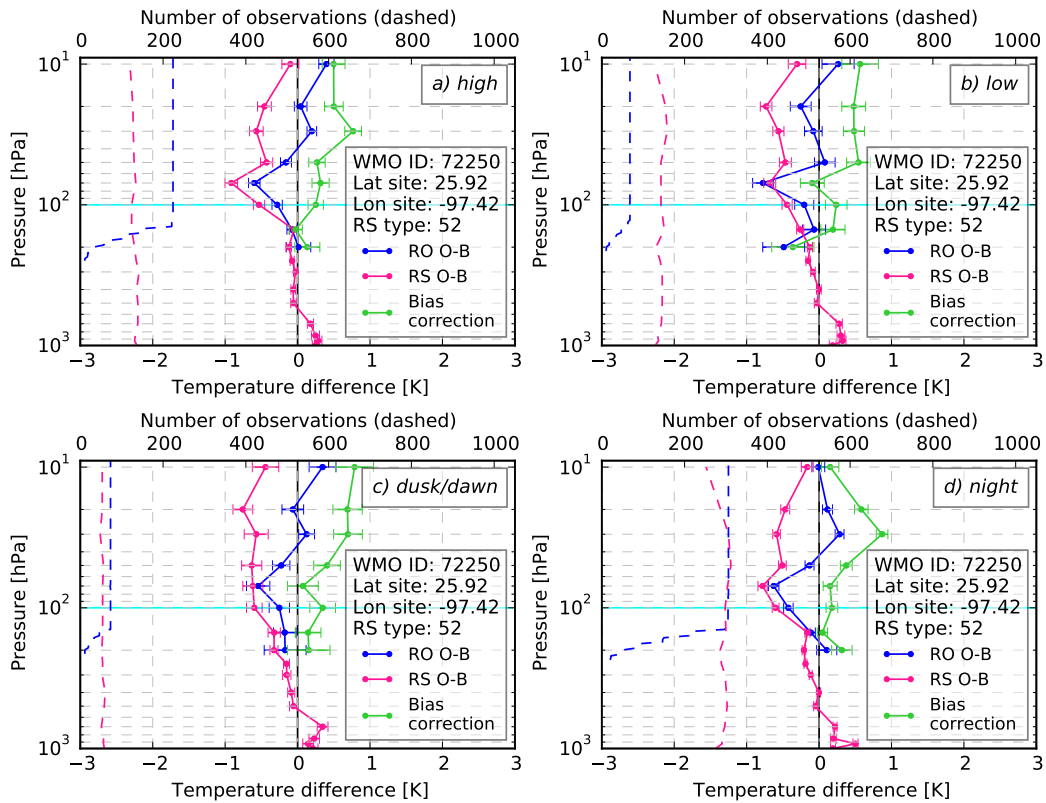 Number of observations (dashed)
0 200 400 600 800 1000
a) high
WMO ID: 72250
Lat site: 25.92
Lon site: -97.42
RS type: 52
RO O-B
RS O-B
Bias
correction
Pressure [hPa]
10¹
10²
10³
−3 −2 −1 0 1 2 3
Temperature difference [K]
Number of observations (dashed)
0 200 400 600 800 1000
b) low
WMO ID: 72250
Lat site: 25.92
Lon site: -97.42
RS type: 52
RO O-B
RS O-B
Bias
correction
Pressure [hPa]
10¹
10²
10³
−3 −2 −1 0 1 2 3
Temperature difference [K]
Number of observations (dashed)
0 200 400 600 800 1000
c) dusk/dawn
WMO ID: 72250
Lat site: 25.92
Lon site: -97.42
RS type: 52
RO O-B
RS O-B
Bias
correction
Pressure [hPa]
10¹
10²
10³
−3 −2 −1 0 1 2 3
Temperature difference [K]
Number of observations (dashed)
0 200 400 600 800 1000
d) night
WMO ID: 72250
Lat site: 25.92
Lon site: -97.42
RS type: 52
RO O-B
RS O-B
Bias
correction
Pressure [hPa]
10¹
10²
10³
−3 −2 −1 0 1 2 3
Temperature difference [K]